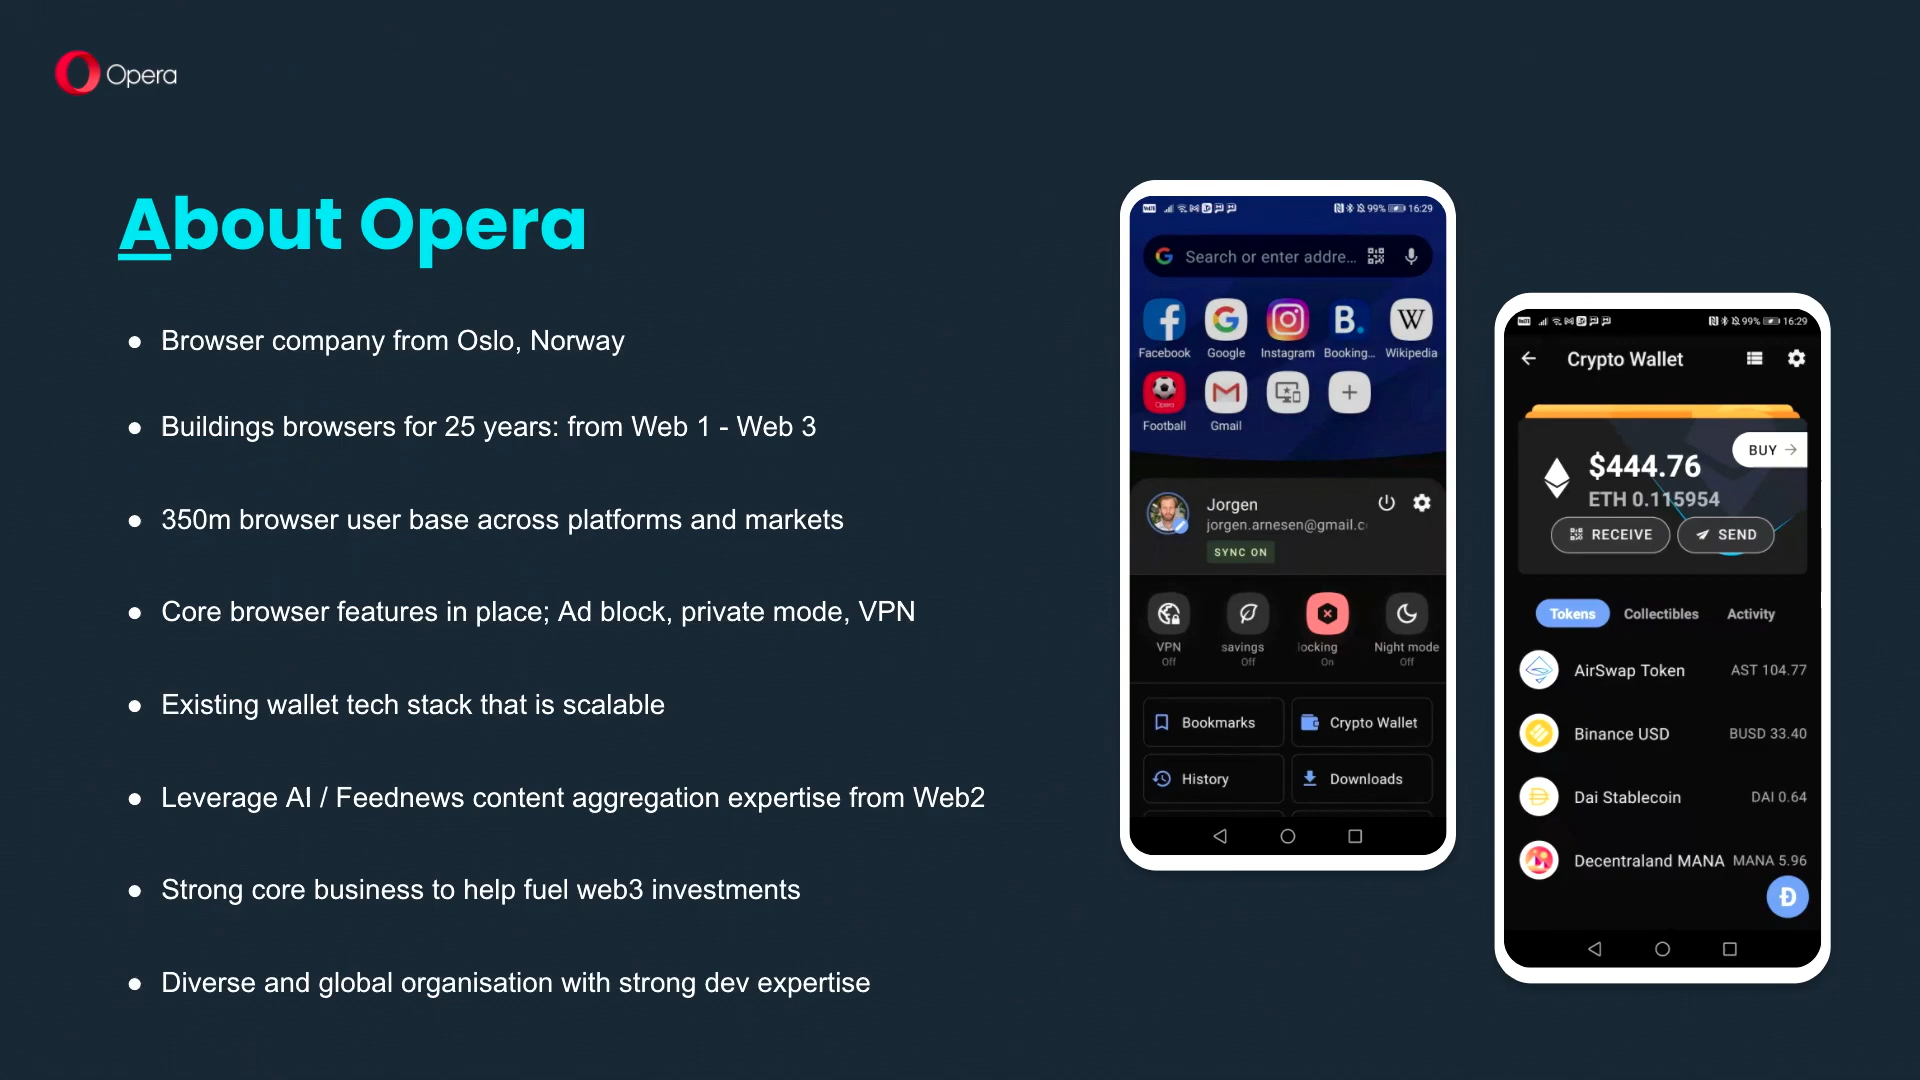 Opera
About Opera
● Browser company from Oslo, Norway
● Buildings browsers for 25 years: from Web 1 - Web 3
● 350m browser user base across platforms and markets
● Core browser features in place; Ad block, private mode, VPN
● Existing wallet tech stack that is scalable
● Leverage AI / Feednews content aggregation expertise from Web2
● Strong core business to help fuel web3 investments
● Diverse and global organisation with strong dev expertise
99% 16:29
Search or enter addre...
Facebook Google Instagram Booking... Wikipedia
Football Gmail
Jorgen
jorgen.arnesen@gmail.c
SYNC ON
VPN savings locking Night mode
Off Off On Off
Bookmarks Crypto Wallet
History Downloads
99% 16:29
Crypto Wallet
BUY →
$444.76
ETH 0.115954
RECEIVE SEND
Tokens Collectibles Activity
AirSwap Token AST 104.77
Binance USD BUSD 33.40
Dai Stablecoin DAI 0.64
Decentraland MANA MANA 5.96